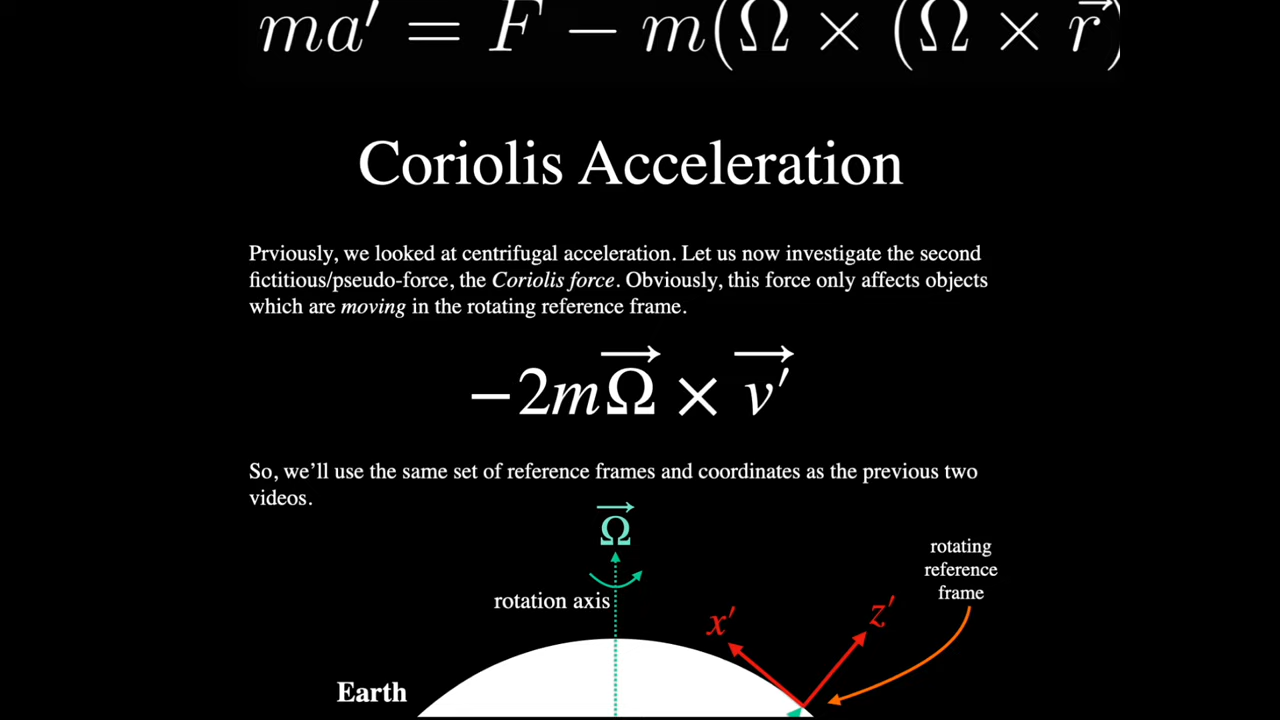 ma′ = F − m(Ω × (Ω × r⃗)
Coriolis Acceleration
Prviously, we looked at centrifugal acceleration. Let us now investigate the second
fictitious/pseudo-force, the Coriolis force. Obviously, this force only affects objects
which are moving in the rotating reference frame.
−2mΩ⃗ × v⃗′
So, we’ll use the same set of reference frames and coordinates as the previous two
videos.
Ω⃗
rotating
reference
frame
rotation axis
x′
z′
Earth